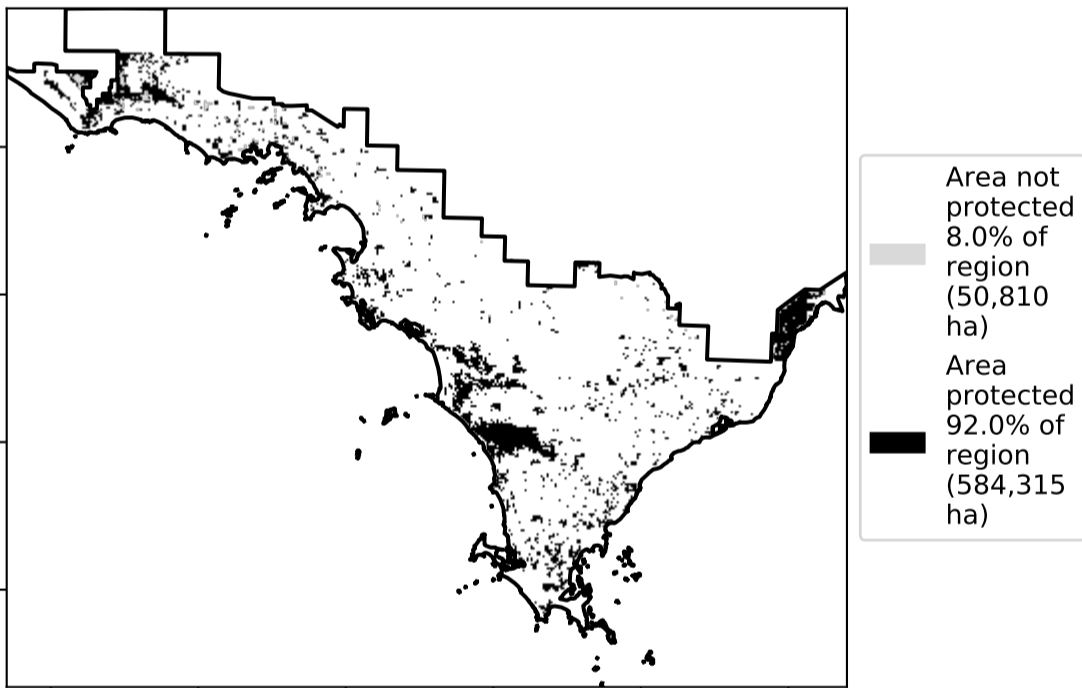 Area not
protected
8.0% of
region
(50,810
ha)
Area
protected
92.0% of
region
(584,315
ha)